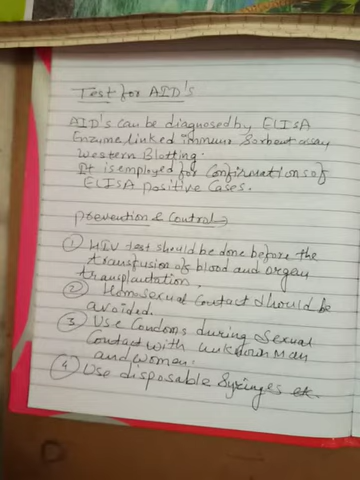 Test for AID's
AID's can be diagnosed by ELISA
Enzyme linked immunur Sorbent assay
Western Blotting.
It is employed for Confirmations of
ELISA positive Cases.
Prevention & Control →
① HIV test should be done before the
transfusion of blood and orgen
transplantation.
② Homosexual Contact should be
avoided.
③ Use Condoms during Sexual
Contact with unknown Man
and women.
④ Use disposable Syringes etc.